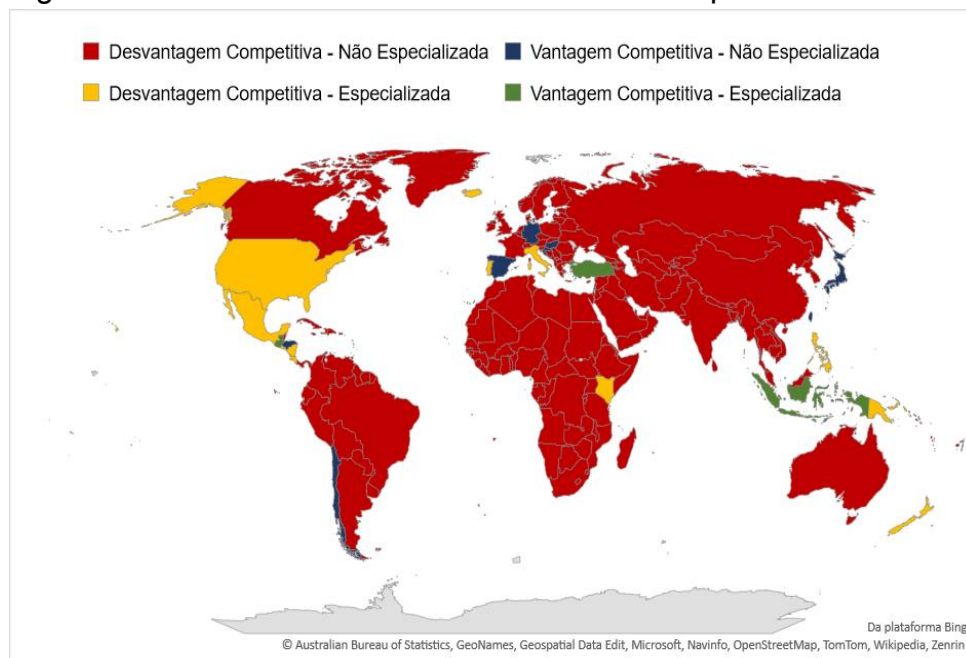 Desvantagem Competitiva - Não Especializada
Vantagem Competitiva - Não Especializada
Desvantagem Competitiva - Especializada
Vantagem Competitiva - Especializada
Da plataforma Bing
© Australian Bureau of Statistics, GeoNames, Geospatial Data Edit, Microsoft, Navinfo, OpenStreetMap, TomTom, Wikipedia, Zenrin